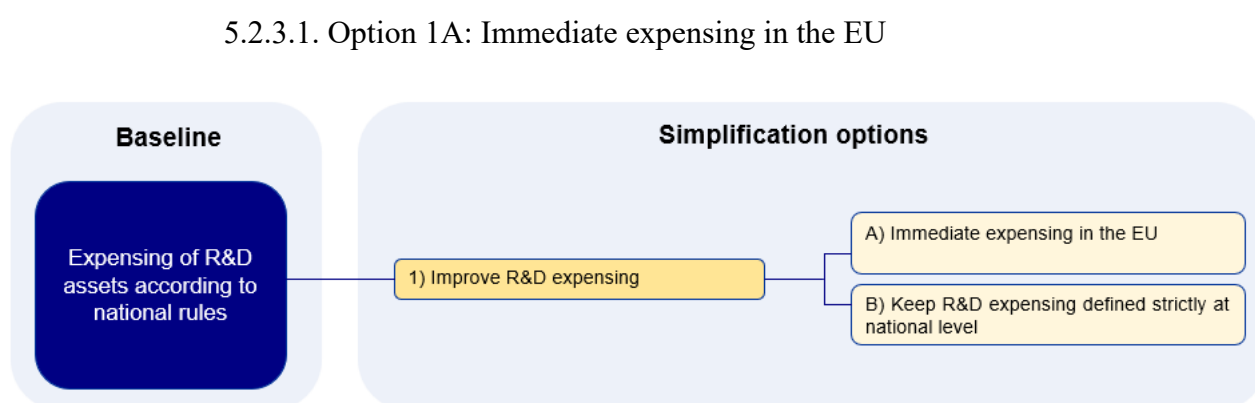 5.2.3.1. Option 1A: Immediate expensing in the EU
Baseline
Simplification options
Expensing of R&D
assets according to
national rules
1) Improve R&D expensing
A) Immediate expensing in the EU
B) Keep R&D expensing defined strictly at
national level